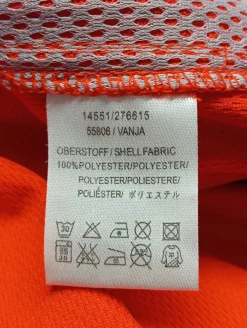 14551/276615
55806 / VANJA
OBERSTOFF / SHELLFABRIC
100%POLYESTER/POLYESTER/
POLYESTER/POLIESTERE/
POLIÉSTER/ ポリエステル
30